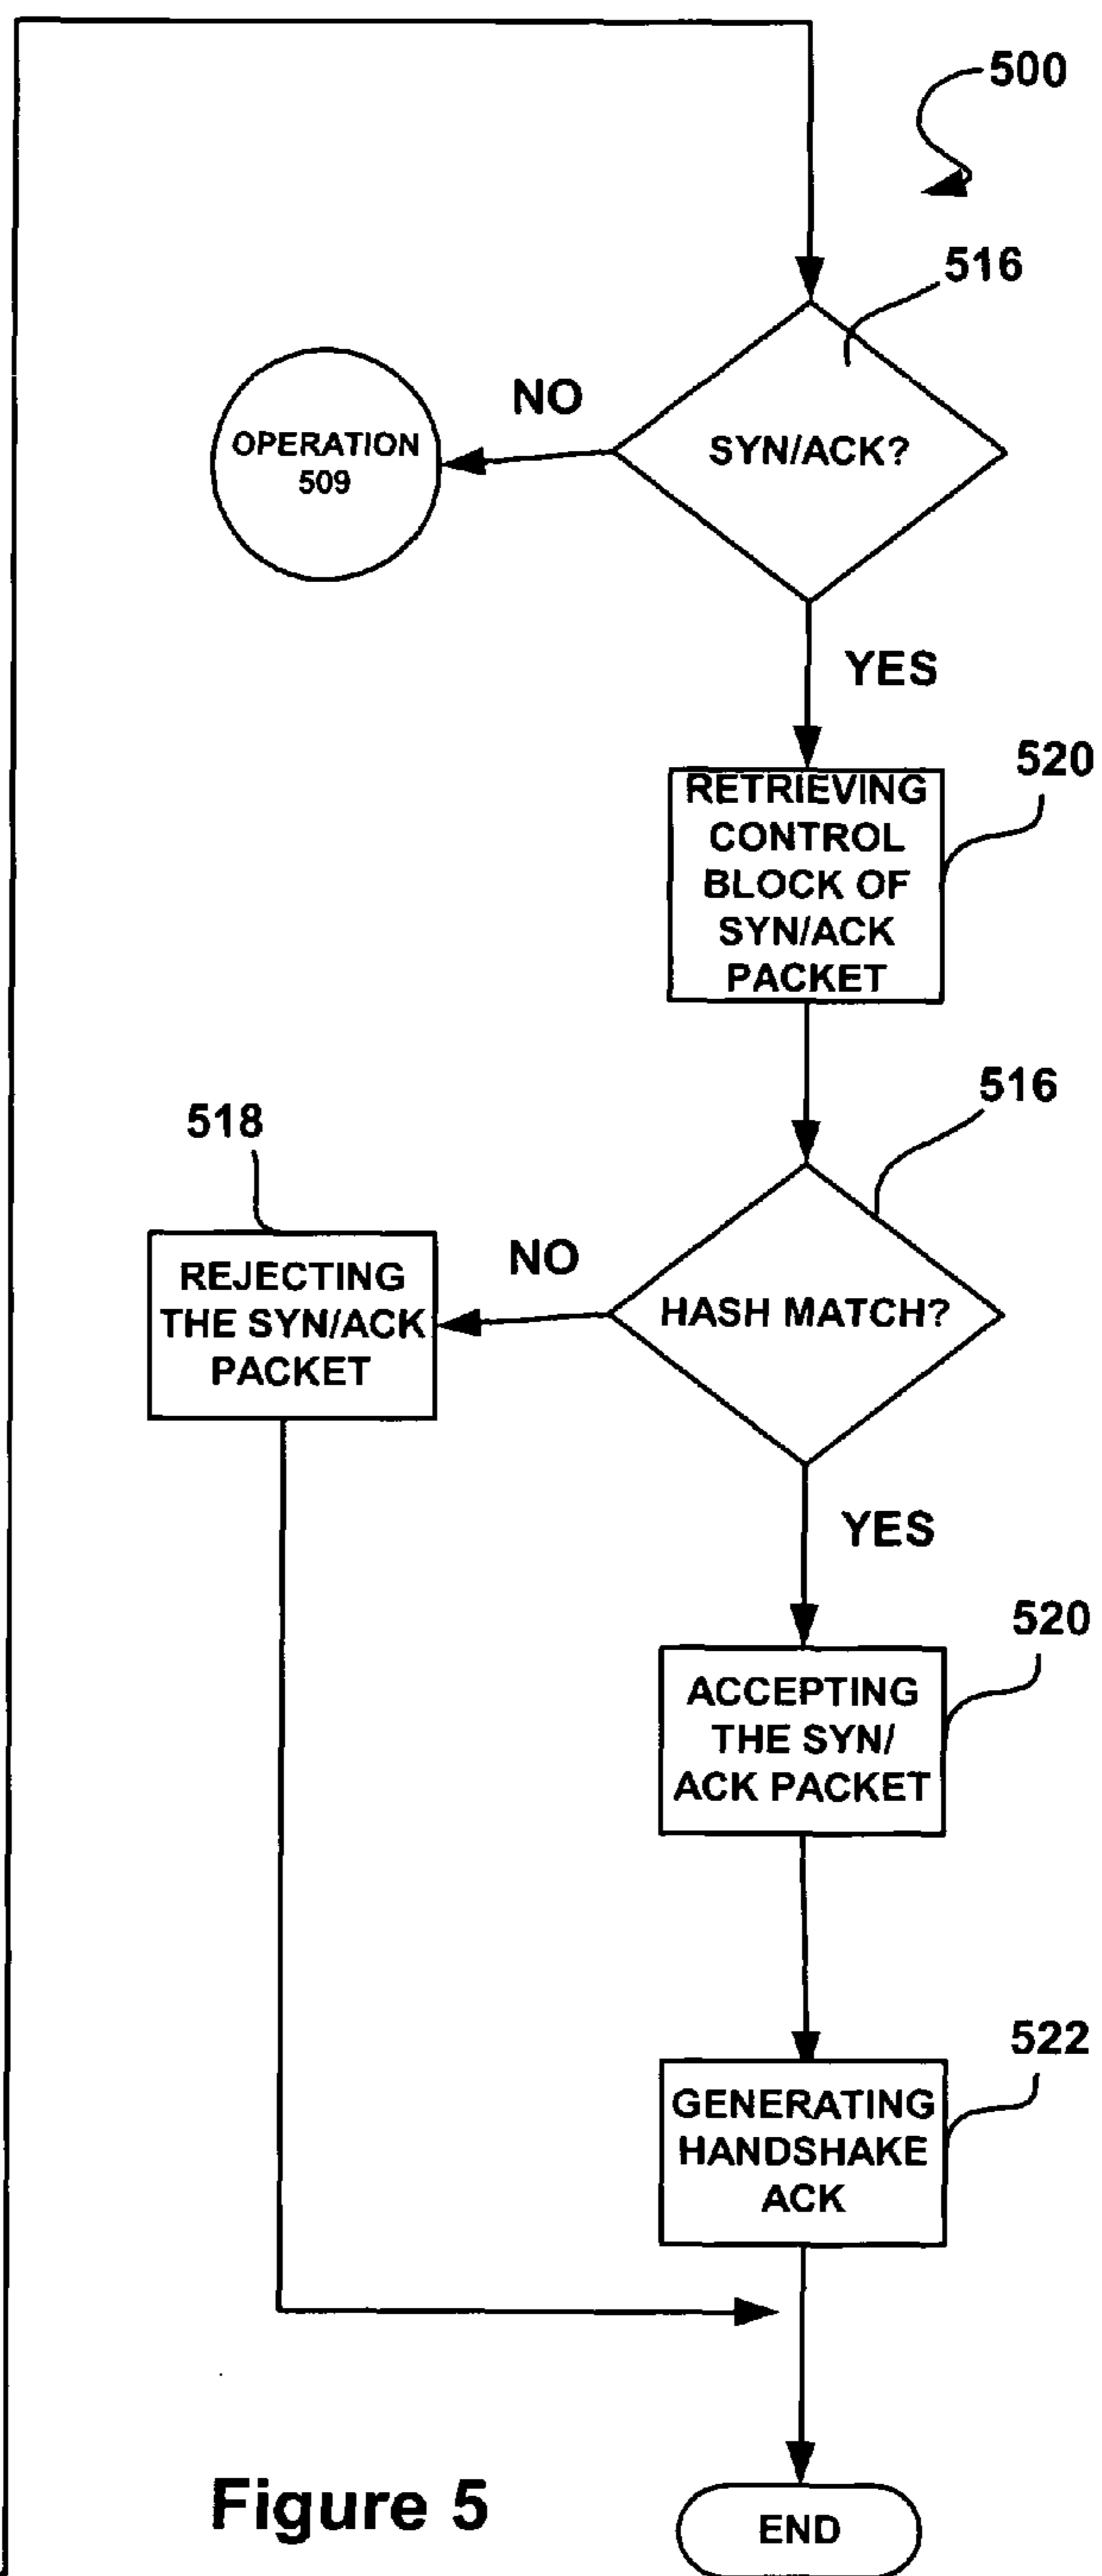 500
516
NO
OPERATION
509
SYN/ACK?
YES
520
RETRIEVING
CONTROL
BLOCK OF
SYN/ACK
PACKET
516
518
NO
REJECTING
THE SYN/ACK
PACKET
HASH MATCH?
YES
520
ACCEPTING
THE SYN/
ACK PACKET
522
GENERATING
HANDSHAKE
ACK
Figure 5
END